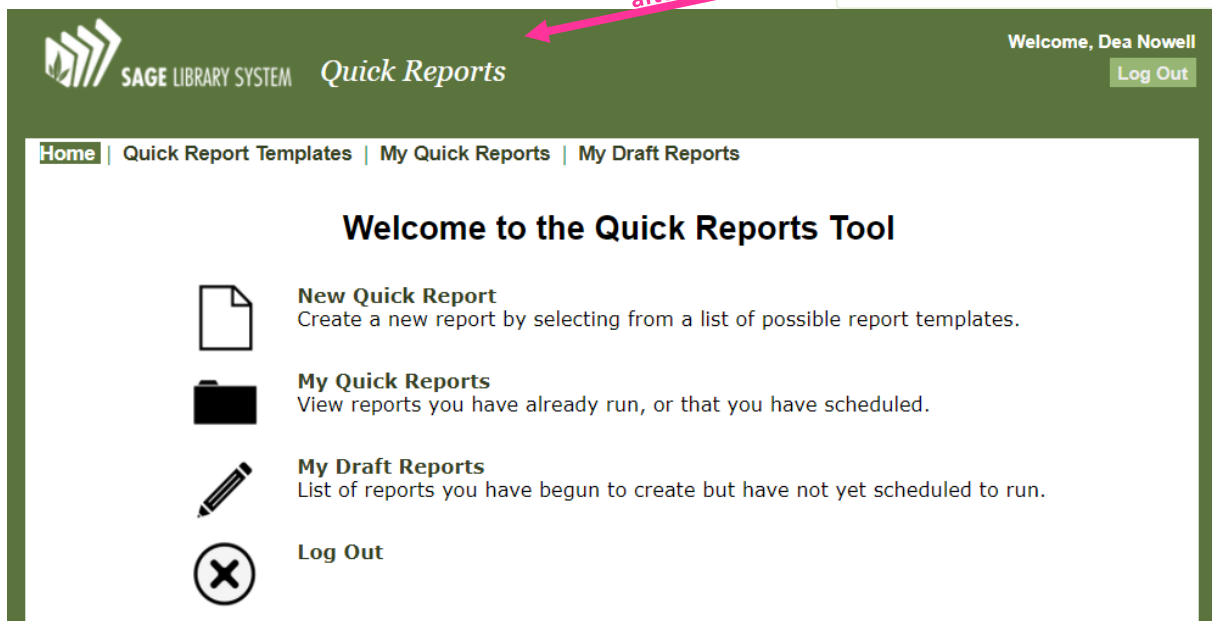 Welcome, Dea Nowell
SAGE LIBRARY SYSTEM Quick Reports
Log Out
Home | Quick Report Templates | My Quick Reports | My Draft Reports
Welcome to the Quick Reports Tool
New Quick Report
Create a new report by selecting from a list of possible report templates.
My Quick Reports
View reports you have already run, or that you have scheduled.
My Draft Reports
List of reports you have begun to create but have not yet scheduled to run.
Log Out